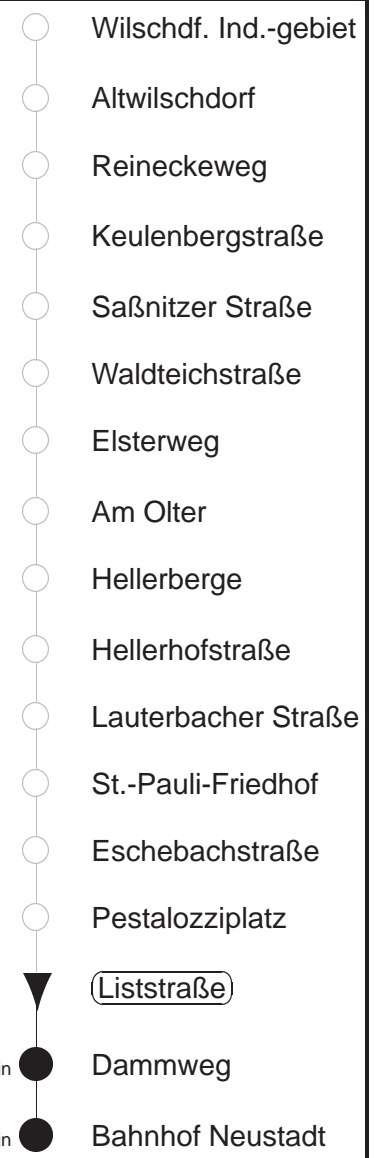 Wilschdf. Ind.-gebiet
Altwilschdorf
Reineckeweg
Keulenbergstraße
Saßnitzer Straße
Waldteichstraße
Elsterweg
Am Olter
Hellerberge
Hellerhofstraße
Lauterbacher Straße
St.-Pauli-Friedhof
Eschebachstraße
Pestalozziplatz
Liststraße
Dammweg
Bahnhof Neustadt